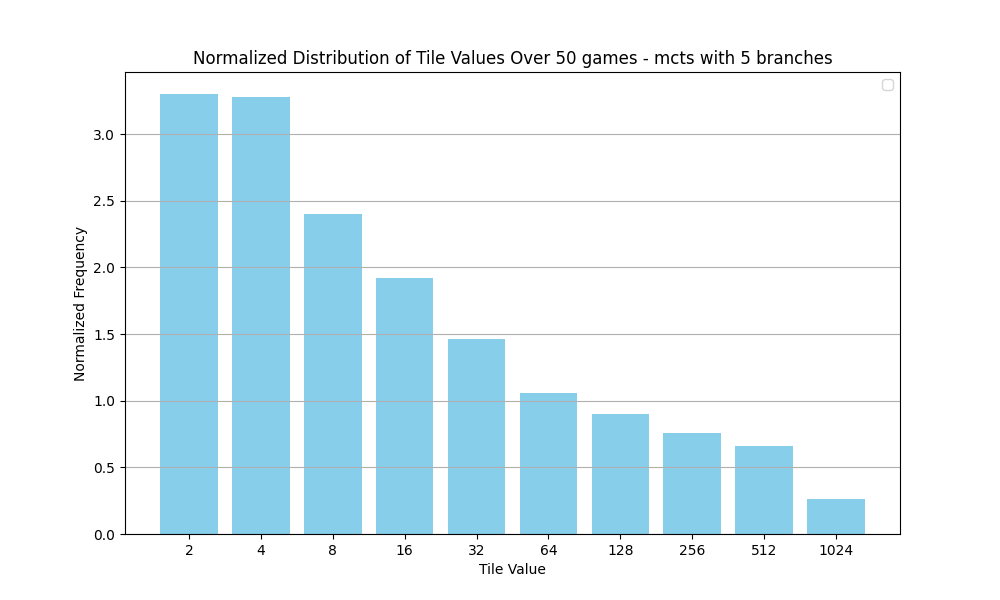 Normalized Distribution of Tile Values Over 50 games - mcts with 5 branches
Normalized Frequency
3.0
2.5
2.0
1.5
1.0
0.5
0.0
2 4 8 16 32 64 128 256 512 1024
Tile Value